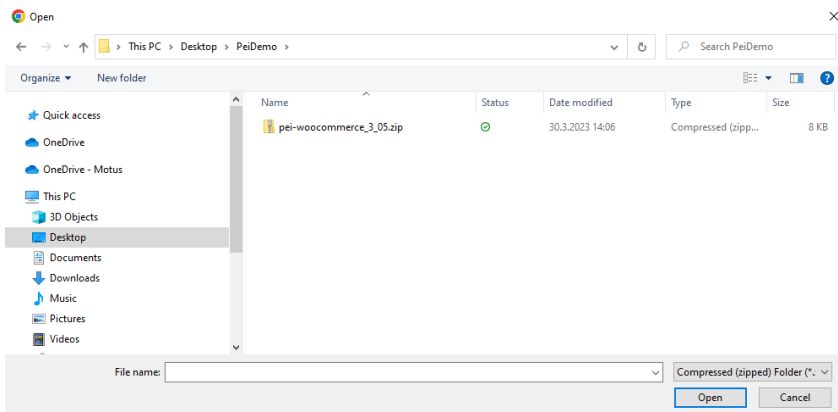 Open
This PC > Desktop > PeiDemo >
Search PeiDemo
Organize
New folder
Name Status Date modified Type Size
pei-woocommerce_3_05.zip 30.3.2023 14:06 Compressed (zipp... 8 KB
Quick access
OneDrive
OneDrive - Motus
This PC
3D Objects
Desktop
Documents
Downloads
Music
Pictures
Videos
File name:
Compressed (zipped) Folder (*.
Open
Cancel